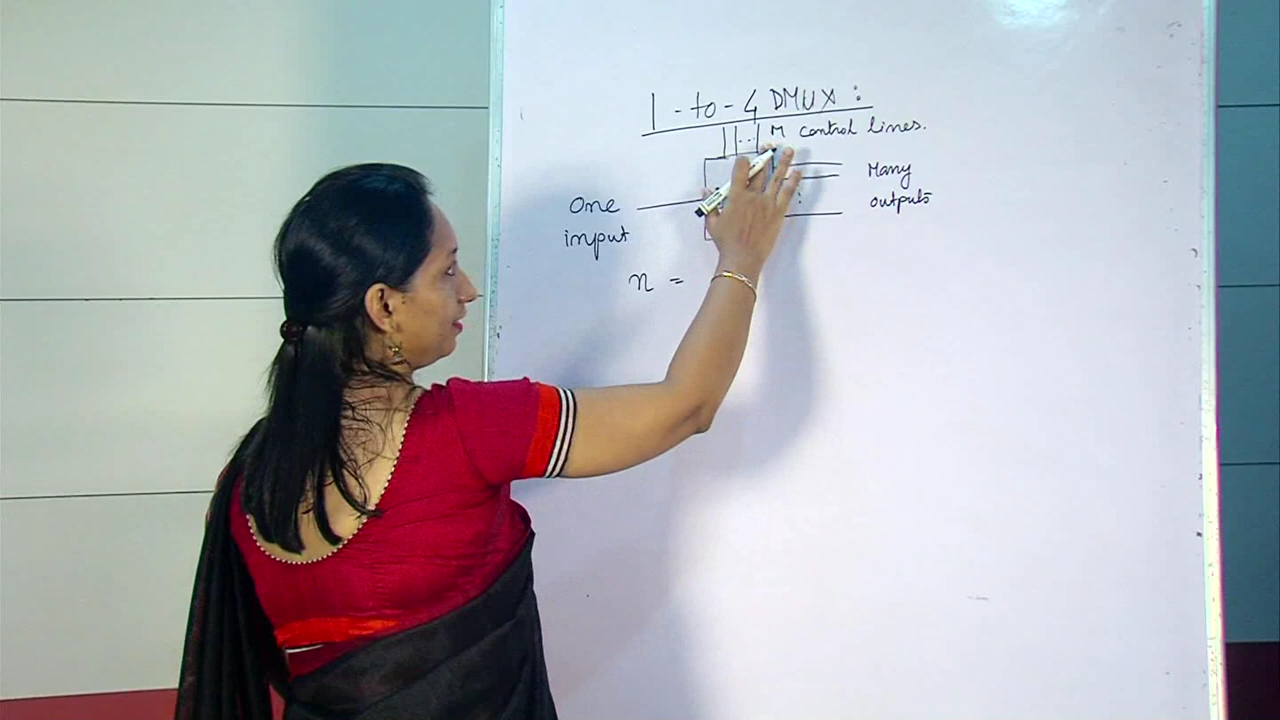 1-to-4 DMUX:
M control lines.
Many
outputs
One
input
n =